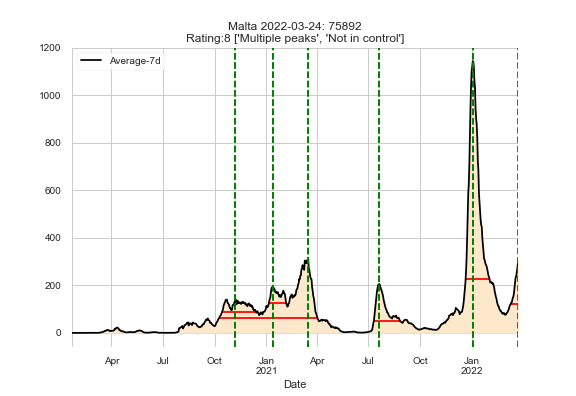 Malta 2022-03-24: 75892
Rating:8 ['Multiple peaks', 'Not in control']
Average-7d
1200
1000
800
600
400
200
0
Apr Jul Oct Jan Apr Jul Oct Jan
2021 2022
Date